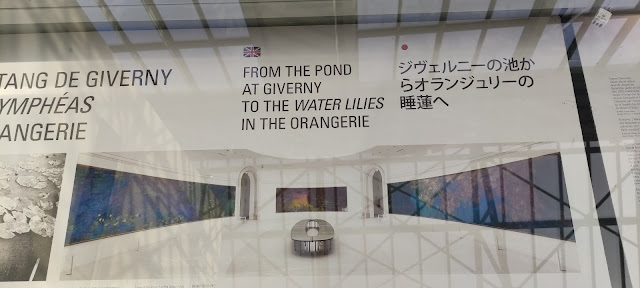 TANG DE GIVERNY
YMPHÉAS
ANGERIE
FROM THE POND
AT GIVERNY
TO THE WATER LILIES
IN THE ORANGERIE
ジヴェルニーの池か
らオランジュリーの
睡蓮へ